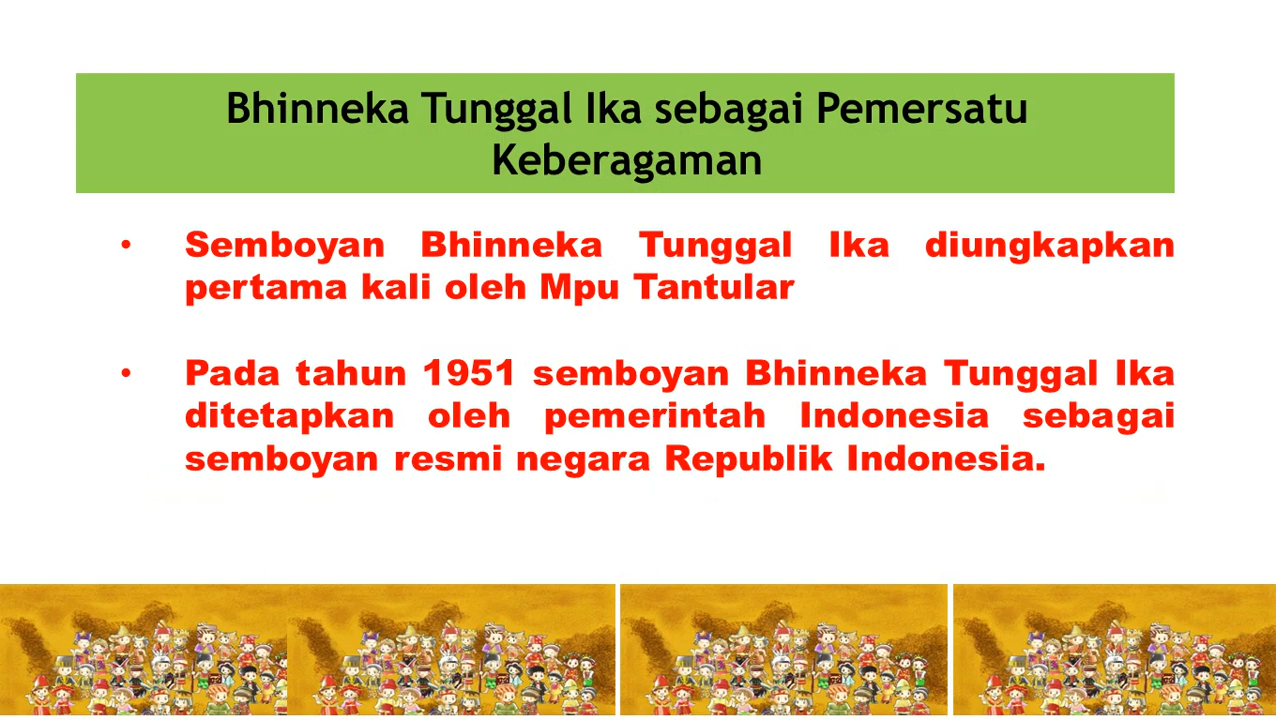 Bhinneka Tunggal Ika sebagai Pemersatu
Keberagaman
• Semboyan Bhinneka Tunggal Ika diungkapkan
pertama kali oleh Mpu Tantular
• Pada tahun 1951 semboyan Bhinneka Tunggal Ika
ditetapkan oleh pemerintah Indonesia sebagai
semboyan resmi negara Republik Indonesia.